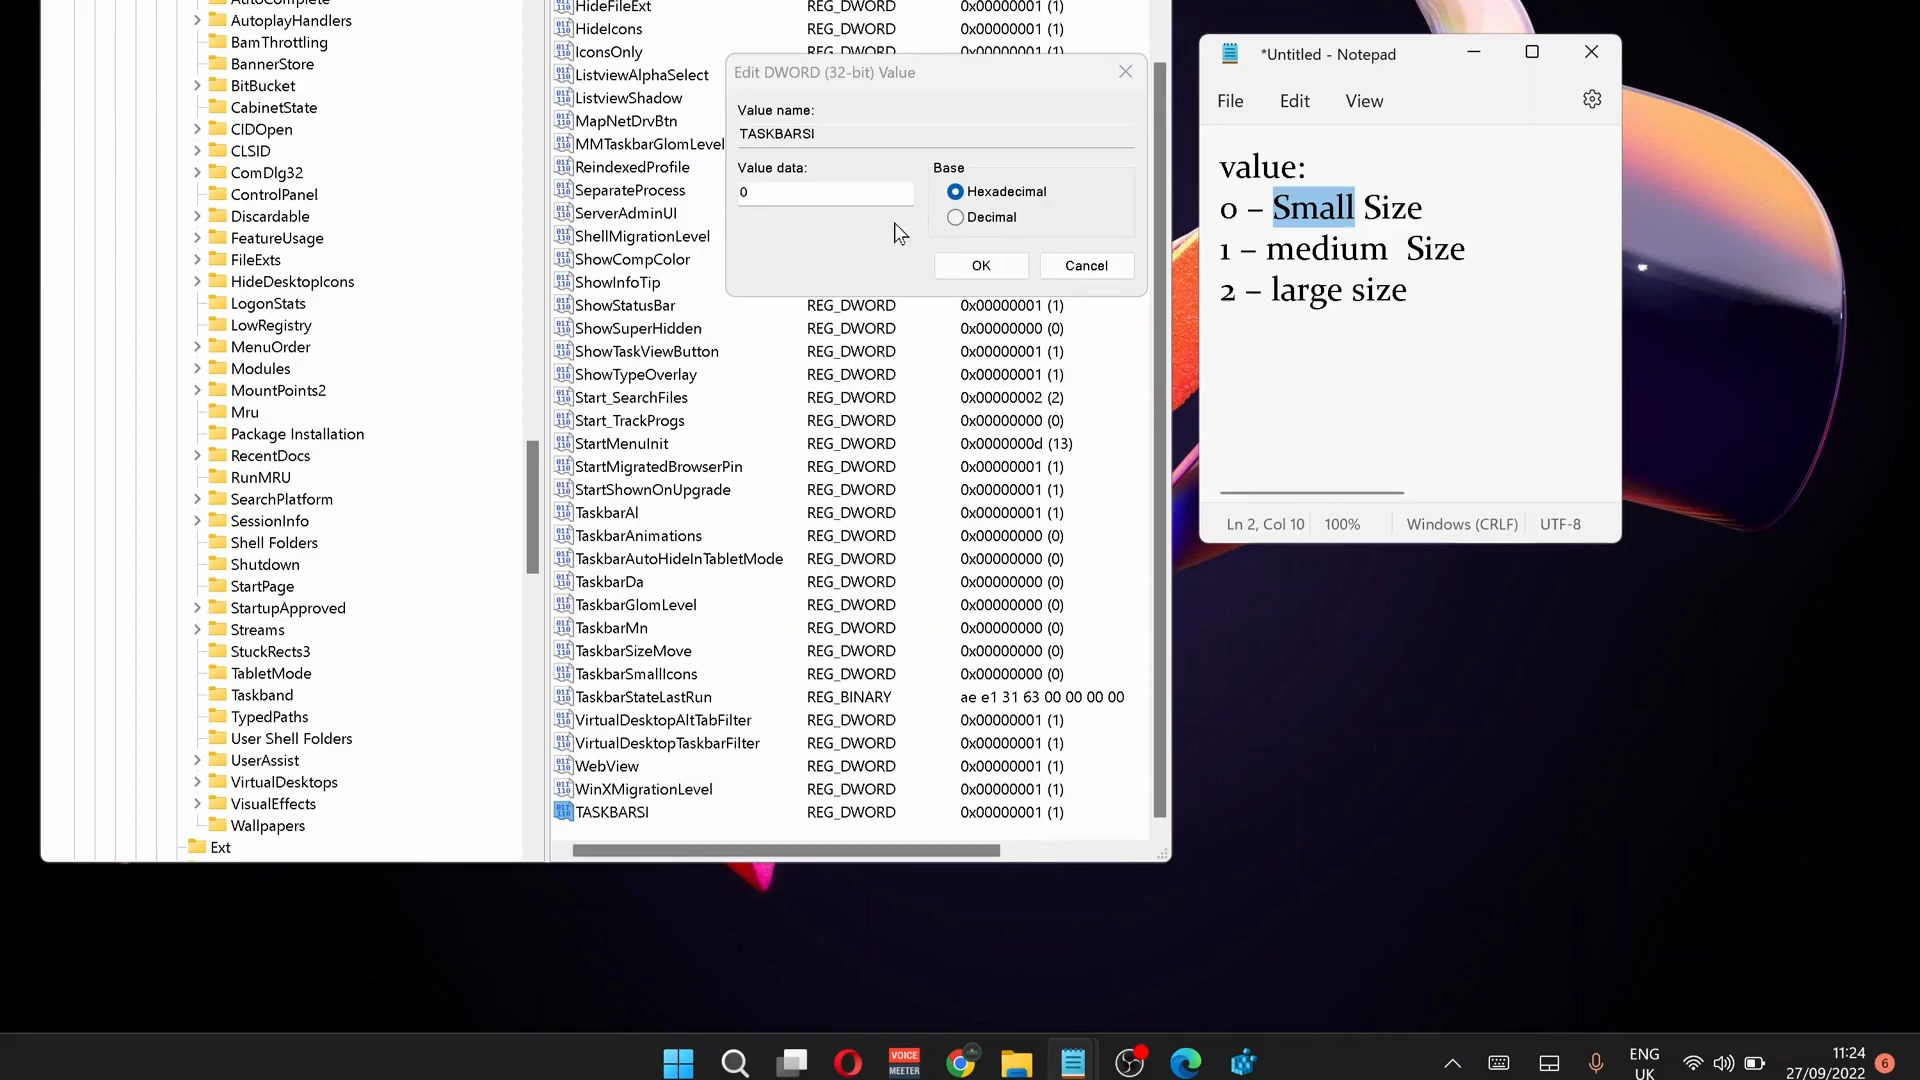 AutoComplete
AutoplayHandlers
BamThrottling
BannerStore
BitBucket
CabinetState
CIDOpen
CLSID
ComDlg32
ControlPanel
Discardable
FeatureUsage
FileExts
HideDesktopIcons
LogonStats
LowRegistry
MenuOrder
Modules
MountPoints2
Mru
Package Installation
RecentDocs
RunMRU
SearchPlatform
SessionInfo
Shell Folders
Shutdown
StartPage
StartupApproved
Streams
StuckRects3
TabletMode
Taskband
TypedPaths
User Shell Folders
UserAssist
VirtualDesktops
VisualEffects
Wallpapers
Ext
HideFileExt REG_DWORD 0x00000001 (1)
HideIcons REG_DWORD 0x00000001 (1)
IconsOnly REG_DWORD 0x00000001 (1)
ListviewAlphaSelect
ListviewShadow
MapNetDrvBtn
MMTaskbarGlomLevel
ReindexedProfile
SeparateProcess
ServerAdminUI
ShellMigrationLevel
ShowCompColor
ShowInfoTip
ShowStatusBar REG_DWORD 0x00000001 (1)
ShowSuperHidden REG_DWORD 0x00000000 (0)
ShowTaskViewButton REG_DWORD 0x00000001 (1)
ShowTypeOverlay REG_DWORD 0x00000001 (1)
Start_SearchFiles REG_DWORD 0x00000002 (2)
Start_TrackProgs REG_DWORD 0x00000000 (0)
StartMenuInit REG_DWORD 0x0000000d (13)
StartMigratedBrowserPin REG_DWORD 0x00000001 (1)
StartShownOnUpgrade REG_DWORD 0x00000001 (1)
TaskbarAl REG_DWORD 0x00000001 (1)
TaskbarAnimations REG_DWORD 0x00000000 (0)
TaskbarAutoHideInTabletMode REG_DWORD 0x00000000 (0)
TaskbarDa REG_DWORD 0x00000000 (0)
TaskbarGlomLevel REG_DWORD 0x00000000 (0)
TaskbarMn REG_DWORD 0x00000000 (0)
TaskbarSizeMove REG_DWORD 0x00000000 (0)
TaskbarSmallIcons REG_DWORD 0x00000000 (0)
TaskbarStateLastRun REG_BINARY ae e1 31 63 00 00 00 00
VirtualDesktopAltTabFilter REG_DWORD 0x00000001 (1)
VirtualDesktopTaskbarFilter REG_DWORD 0x00000001 (1)
WebView REG_DWORD 0x00000001 (1)
WinXMigrationLevel REG_DWORD 0x00000001 (1)
TASKBARSI REG_DWORD 0x00000001 (1)
Edit DWORD (32-bit) Value
Value name:
TASKBARSI
Value data:
0
Base
Hexadecimal
Decimal
OK Cancel
*Untitled - Notepad
File Edit View
value:
0 – Small Size
1 – medium  Size
2 – large size
Ln 2, Col 10 100% Windows (CRLF) UTF-8
VOICE
MEETER
ENG
UK
11:24
27/09/2022
6